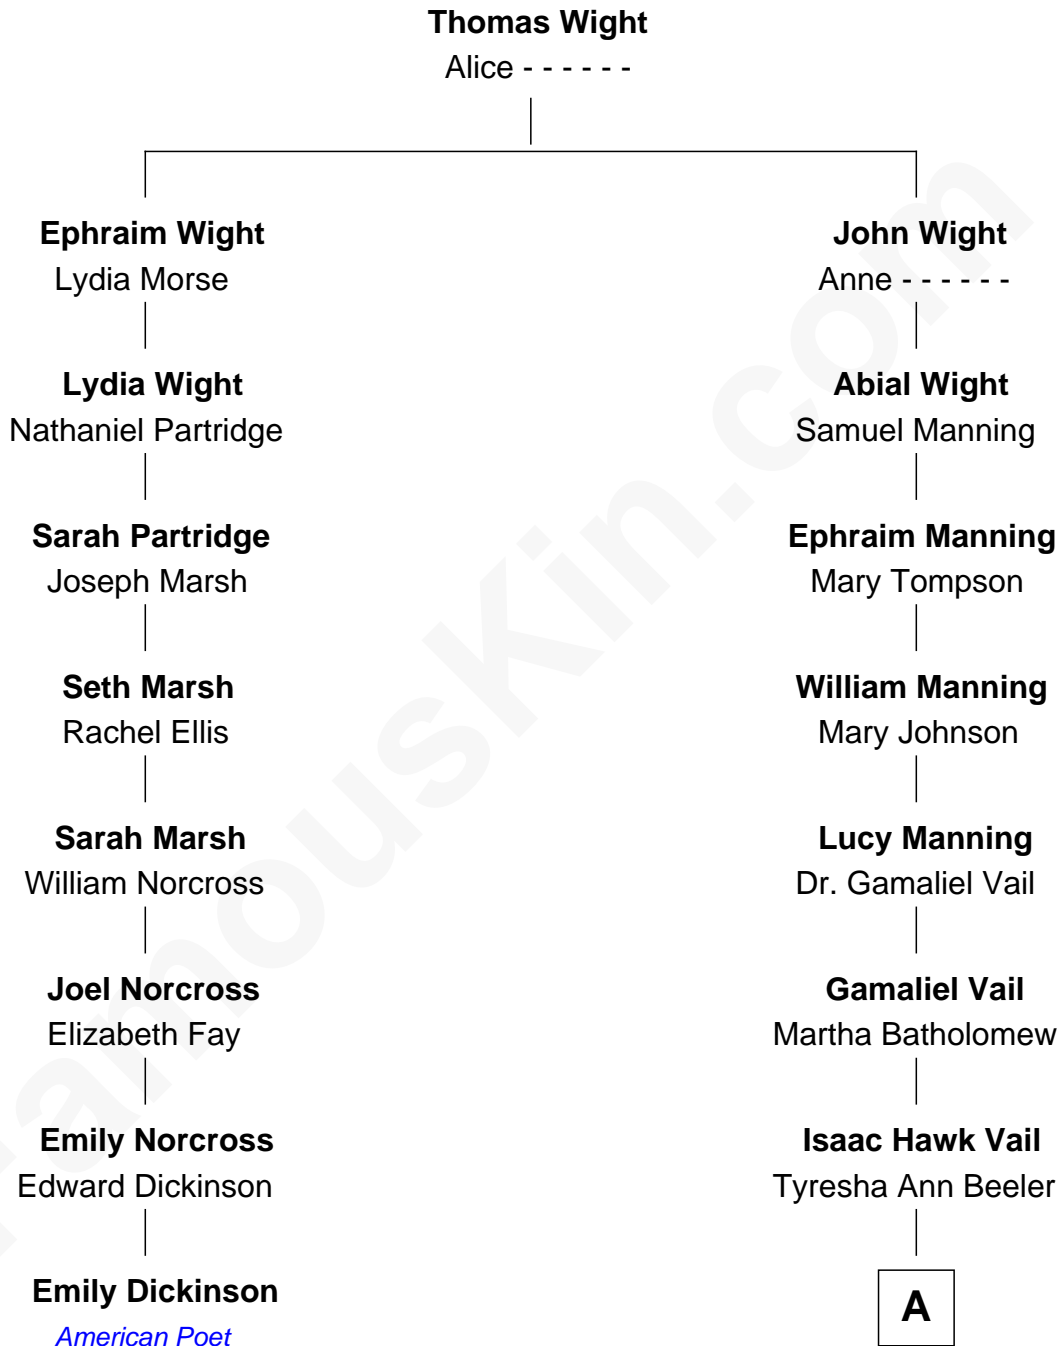 Thomas Wight
Alice - - - - - -
Ephraim Wight
Lydia Morse
John Wight
Anne - - - - - -
Lydia Wight
Nathaniel Partridge
Abial Wight
Samuel Manning
Sarah Partridge
Joseph Marsh
Ephraim Manning
Mary Tompson
Seth Marsh
Rachel Ellis
William Manning
Mary Johnson
Sarah Marsh
William Norcross
Lucy Manning
Dr. Gamaliel Vail
Joel Norcross
Elizabeth Fay
Gamaliel Vail
Martha Batholomew
Emily Norcross
Edward Dickinson
Isaac Hawk Vail
Tyresha Ann Beeler
Emily Dickinson
American Poet
A
FamousKin.com